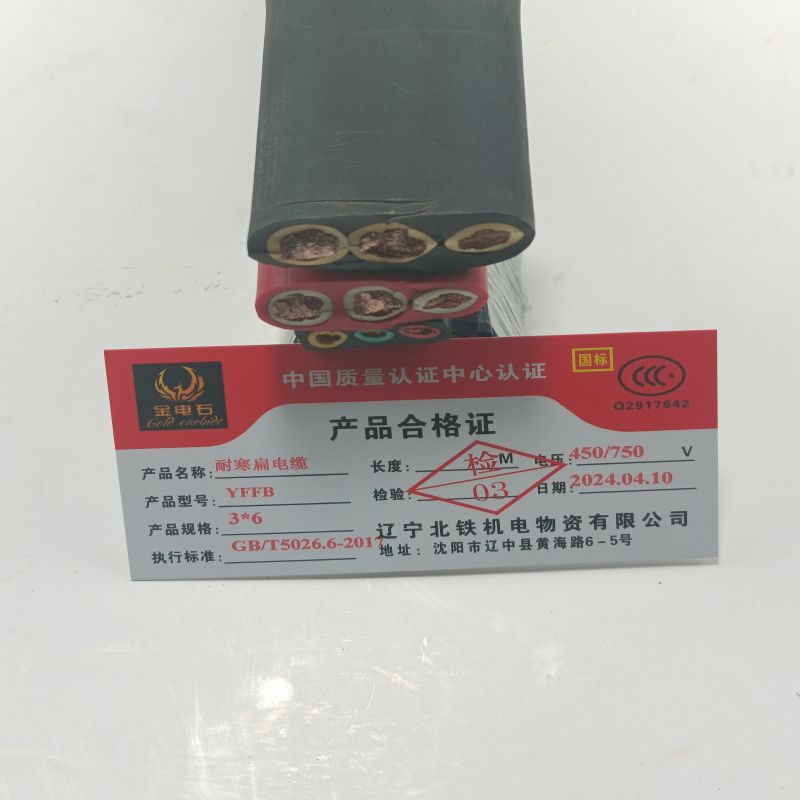 中国质量认证中心认证
国标
金电石
Gold carbide
Q2917642
产品合格证
产品名称：耐寒扁电缆
长度： M
电压：450/750 V
产品型号：YFFB
检验：
检
03
日期：2024.04.10
产品规格：3*6
辽宁北铁机电物资有限公司
执行标准：GB/T5026.6-2017
地址：沈阳市辽中县黄海路6-5号